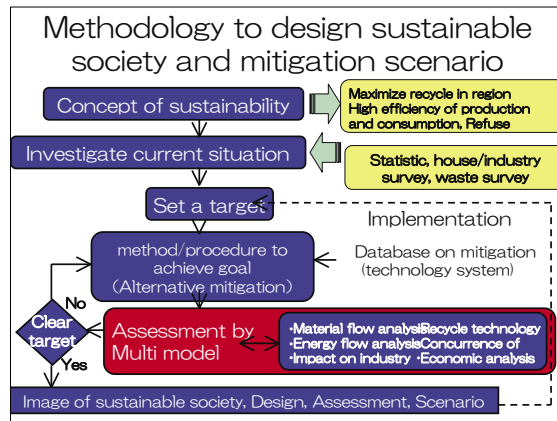 Methodology to design sustainable
society and mitigation scenario
Concept of sustainability
Maximize recycle in region
High efficiency of production
and consumption, Refuse
Investigate current situation
Statistic, house/industry
survey, waste survey
Set a target
Implementation
method/procedure to
achieve goal
(Alternative mitigation)
Database on mitigation
(technology system)
No
Clear
target
Yes
Assessment by
Multi model
・Material flow analysis・Recycle technology
・Energy flow analysis Concurrence of
・Impact on industry ・Economic analysis
Image of sustainable society, Design, Assessment, Scenario